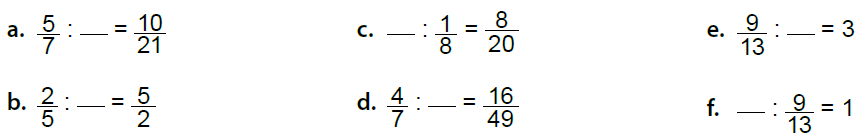 a. 5/7 : __ = 10/21
c. __ : 1/8 = 8/20
e. 9/13 : __ = 3
b. 2/5 : __ = 5/2
d. 4/7 : __ = 16/49
f. __ : 9/13 = 1